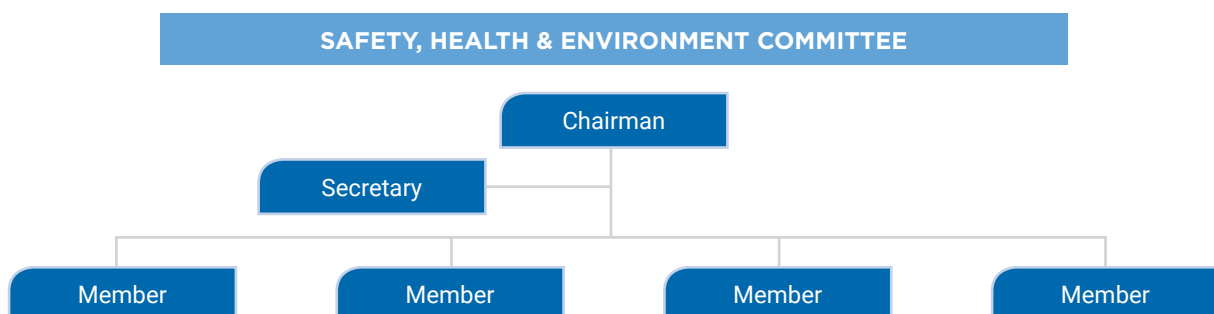 SAFETY, HEALTH & ENVIRONMENT COMMITTEE
Chairman
Secretary
Member
Member
Member
Member